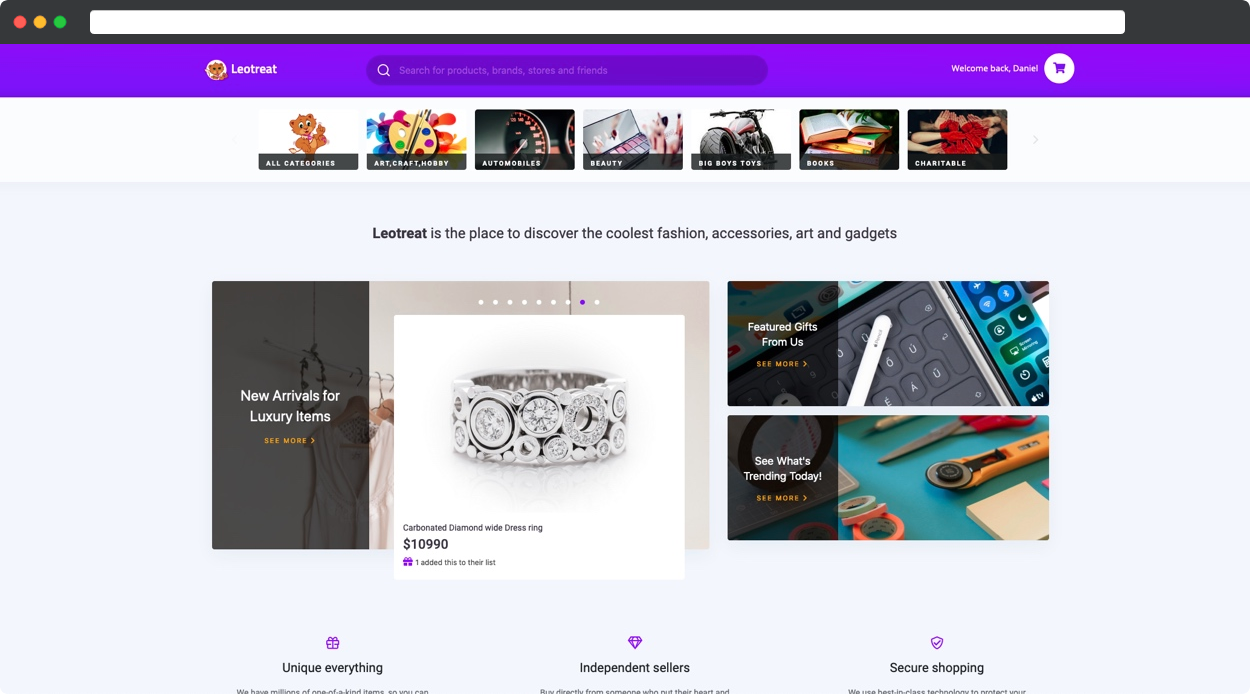 Leotreat
Search for products, brands, stores and friends
Welcome back, Daniel
ALL CATEGORIES
ART,CRAFT,HOBBY
AUTOMOBILES
BEAUTY
BIG BOYS TOYS
BOOKS
CHARITABLE
Leotreat is the place to discover the coolest fashion, accessories, art and gadgets
New Arrivals for
Luxury Items
SEE MORE
Carbonated Diamond wide Dress ring
$10990
1 added this to their list
Featured Gifts
From Us
SEE MORE
Screen
Mirroring
tv
See What's
Trending Today!
SEE MORE
Unique everything
We have millions of one-of-a-kind items, so you can
Independent sellers
Buy directly from someone who put their heart and
Secure shopping
We use best-in-class technology to protect your